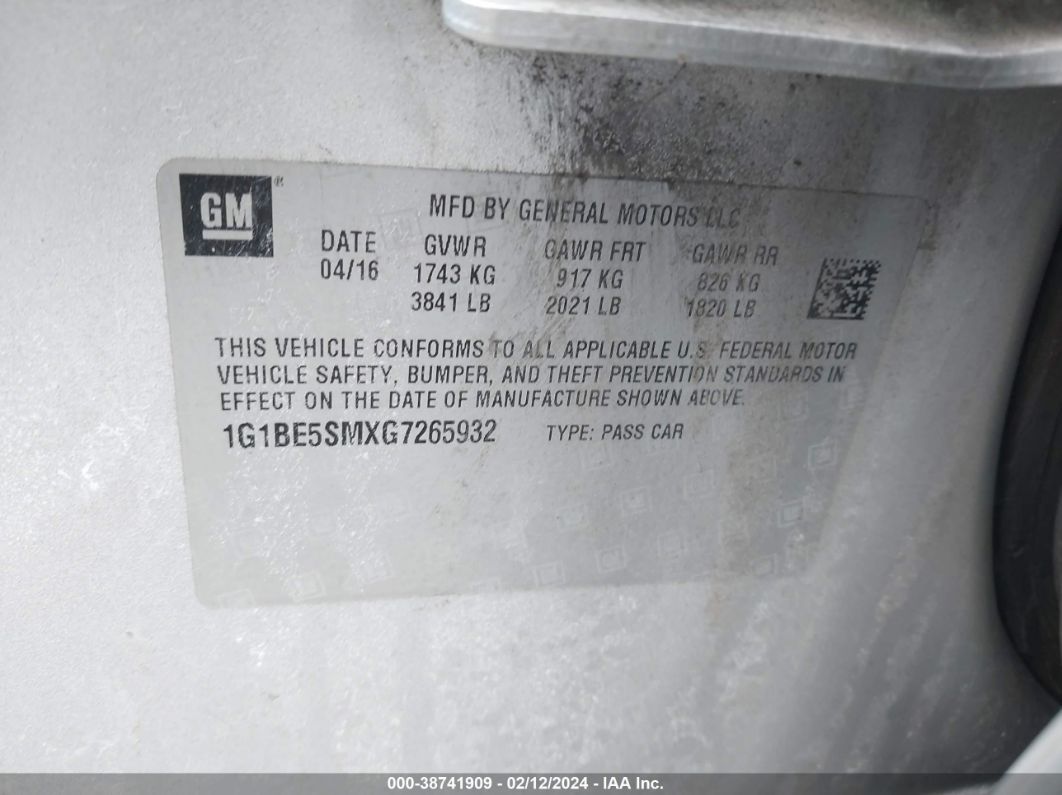 GM ®
MFD BY GENERAL MOTORS LLC
DATE GVWR GAWR FRT GAWR RR
04/16 1743 KG 917 KG 826 KG
3841 LB 2021 LB 1820 LB
THIS VEHICLE CONFORMS TO ALL APPLICABLE U.S. FEDERAL MOTOR
VEHICLE SAFETY, BUMPER, AND THEFT PREVENTION STANDARDS IN
EFFECT ON THE DATE OF MANUFACTURE SHOWN ABOVE.
1G1BE5SMXG7265932 TYPE: PASS CAR
000-38741909 - 02/12/2024 - IAA Inc.